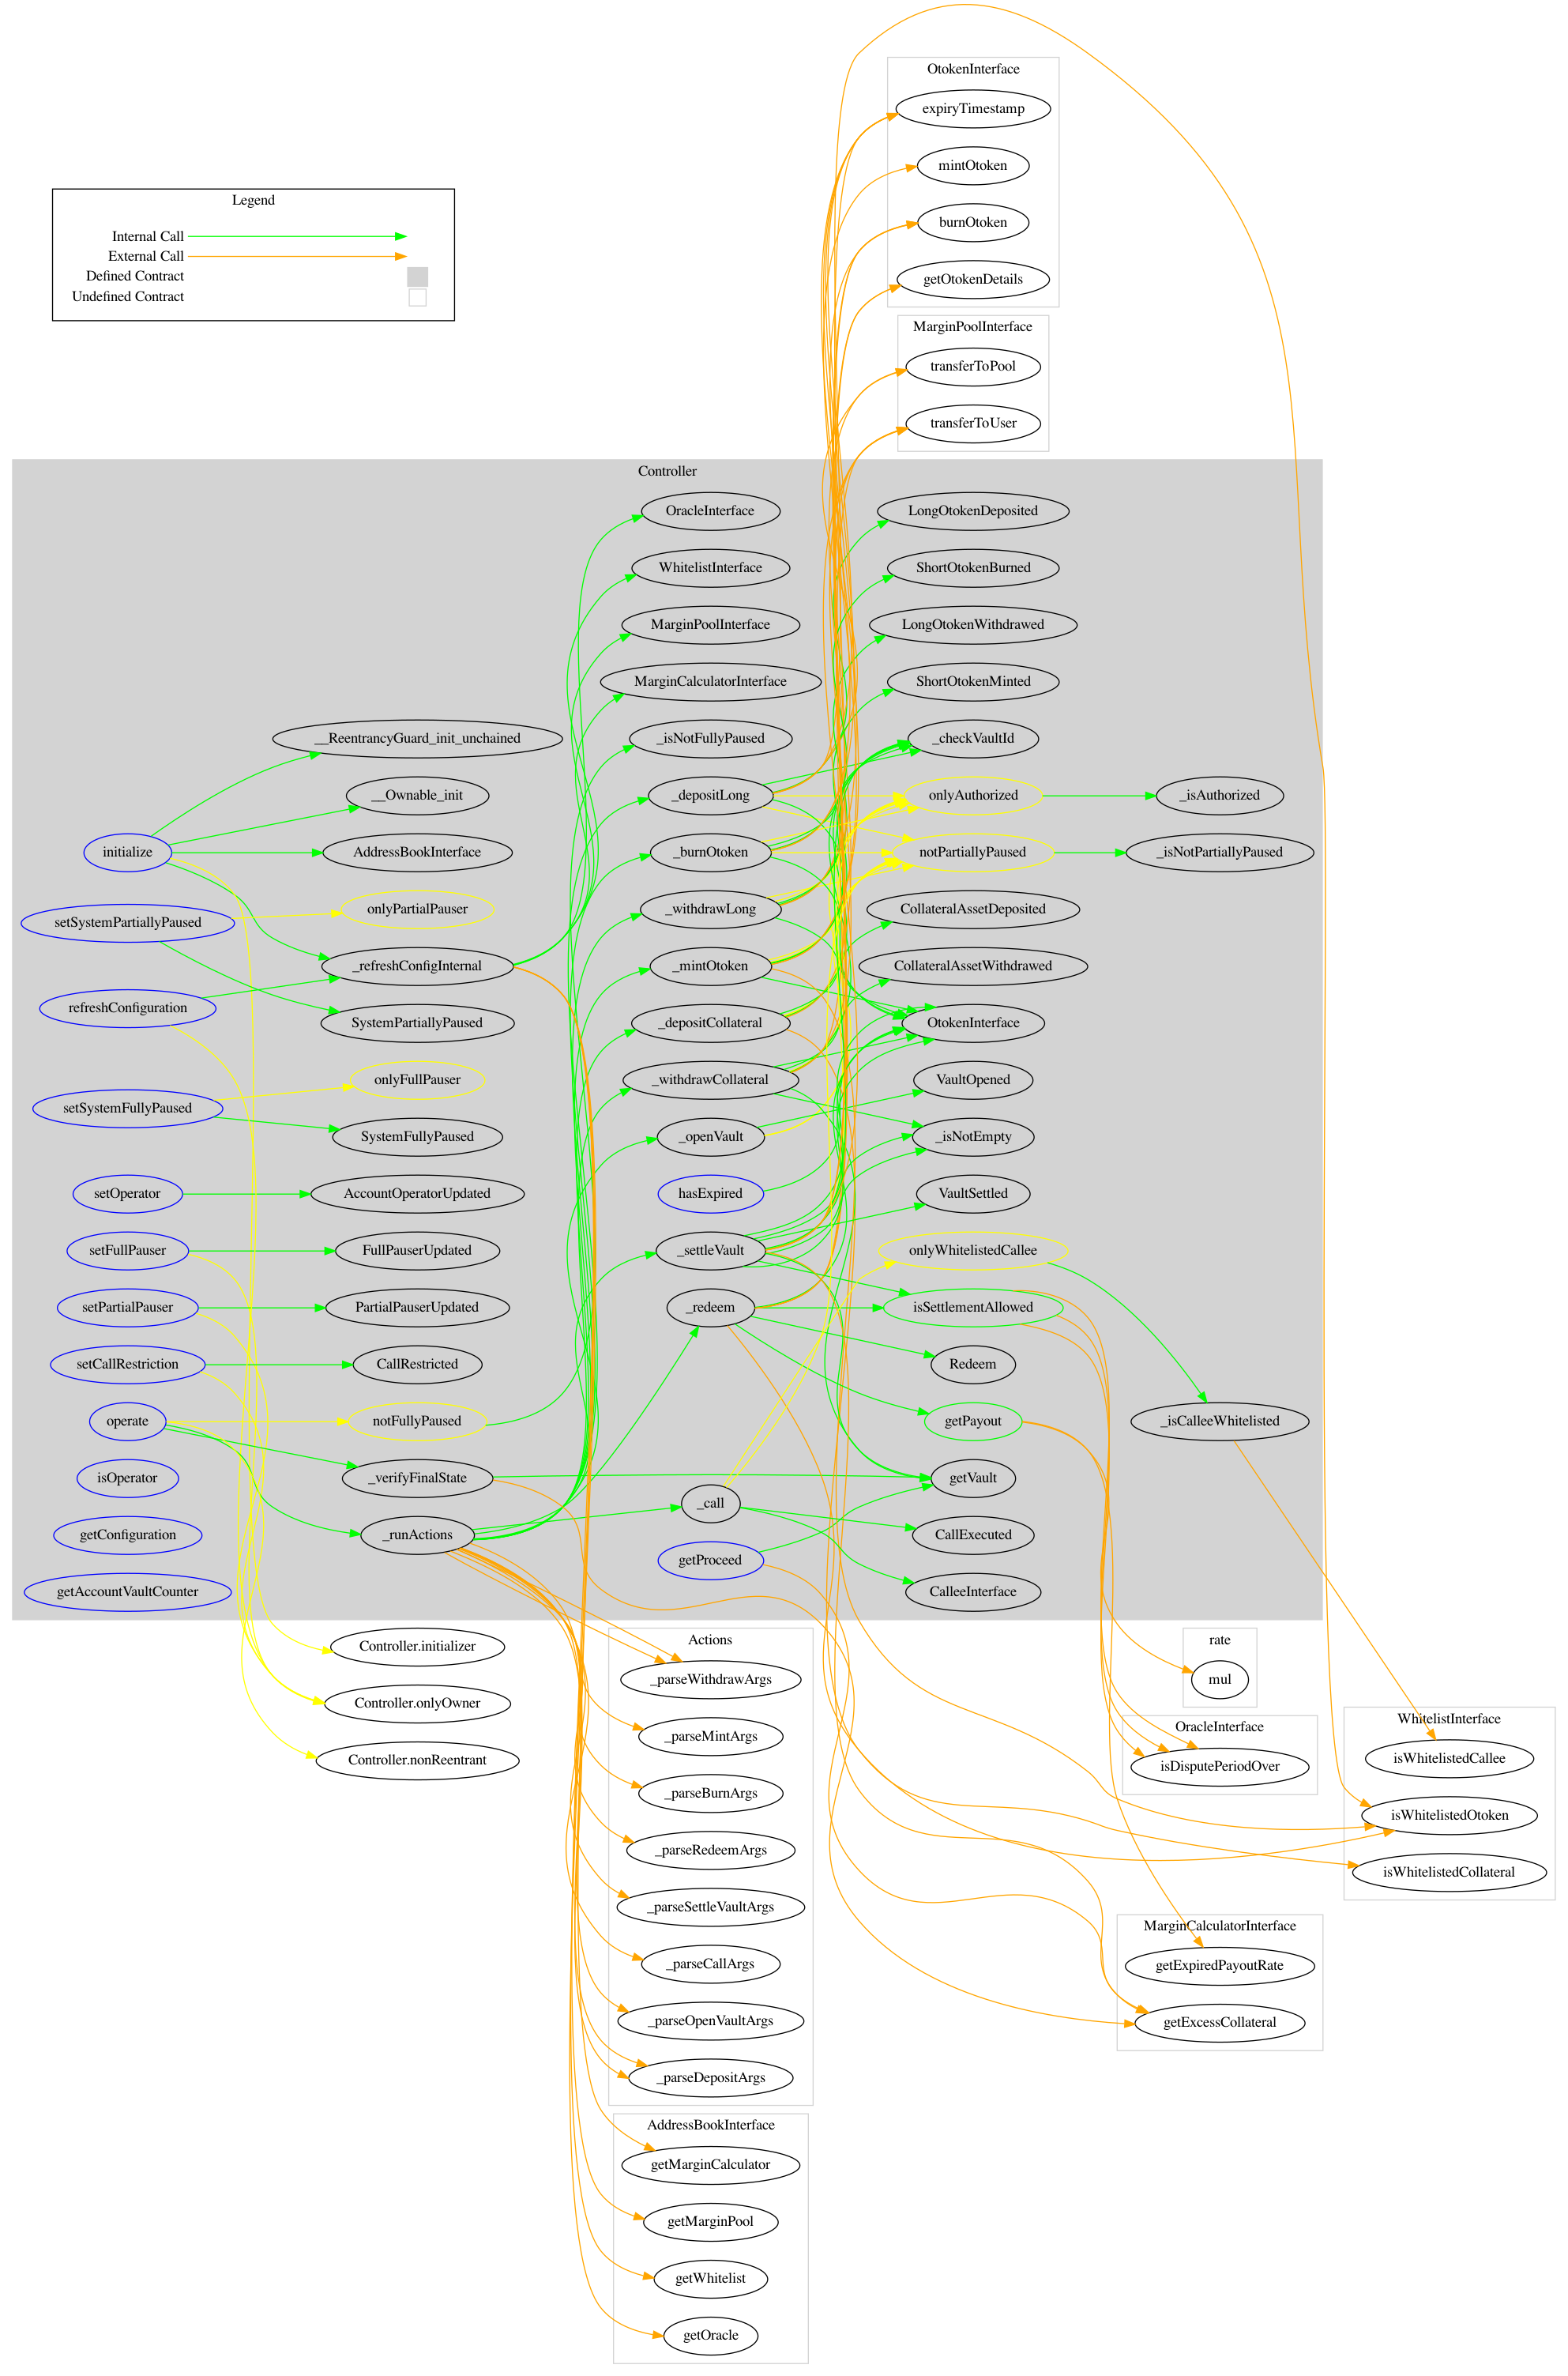 OtokenInterface
expiryTimestamp
mintOtoken
burnOtoken
getOtokenDetails
Legend
Internal Call
External Call
Defined Contract
Undefined Contract
MarginPoolInterface
transferToPool
transferToUser
Controller
initialize
setSystemPartiallyPaused
refreshConfiguration
setSystemFullyPaused
setOperator
setFullPauser
setPartialPauser
setCallRestriction
operate
isOperator
getConfiguration
getAccountVaultCounter
__ReentrancyGuard_init_unchained
__Ownable_init
AddressBookInterface
onlyPartialPauser
_refreshConfigInternal
SystemPartiallyPaused
onlyFullPauser
SystemFullyPaused
AccountOperatorUpdated
FullPauserUpdated
PartialPauserUpdated
CallRestricted
notFullyPaused
_verifyFinalState
_runActions
OracleInterface
WhitelistInterface
MarginPoolInterface
MarginCalculatorInterface
_isNotFullyPaused
_depositLong
_burnOtoken
_withdrawLong
_mintOtoken
_depositCollateral
_withdrawCollateral
_openVault
hasExpired
_settleVault
_redeem
_call
getProceed
LongOtokenDeposited
ShortOtokenBurned
LongOtokenWithdrawed
ShortOtokenMinted
_checkVaultId
onlyAuthorized
notPartiallyPaused
CollateralAssetDeposited
CollateralAssetWithdrawed
OtokenInterface
VaultOpened
_isNotEmpty
VaultSettled
onlyWhitelistedCallee
isSettlementAllowed
Redeem
getPayout
getVault
CallExecuted
CalleeInterface
_isAuthorized
_isNotPartiallyPaused
_isCalleeWhitelisted
Controller.initializer
Controller.onlyOwner
Controller.nonReentrant
Actions
_parseWithdrawArgs
_parseMintArgs
_parseBurnArgs
_parseRedeemArgs
_parseSettleVaultArgs
_parseCallArgs
_parseOpenVaultArgs
_parseDepositArgs
AddressBookInterface
getMarginCalculator
getMarginPool
getWhitelist
getOracle
rate
mul
OracleInterface
isDisputePeriodOver
WhitelistInterface
isWhitelistedCallee
isWhitelistedOtoken
isWhitelistedCollateral
MarginCalculatorInterface
getExpiredPayoutRate
getExcessCollateral